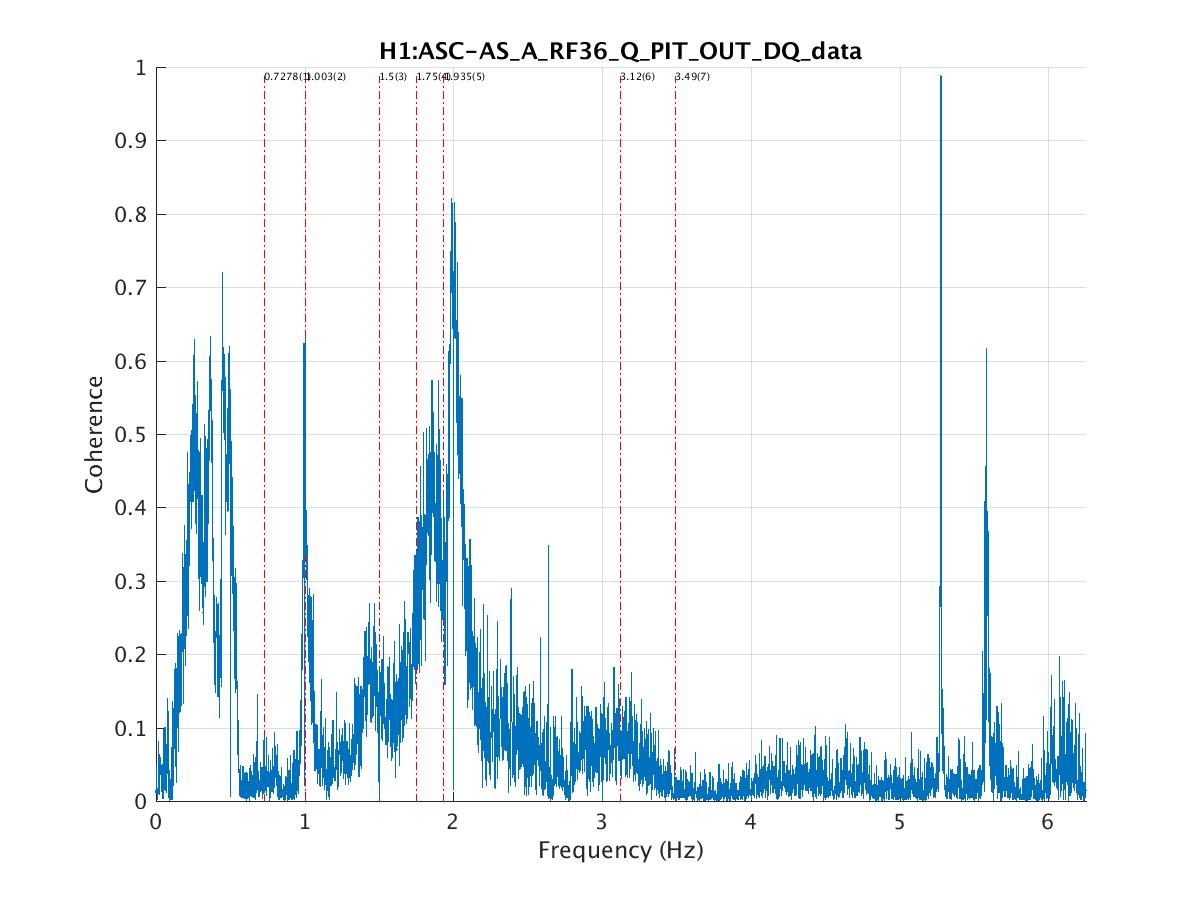 H1:ASC-AS_A_RF36_Q_PIT_OUT_DQ_data
0.7278(1) 1.003(2) 1.5(3) 1.75(4) 1.935(5) 3.12(6) 3.49(7)
1
0.9
0.8
0.7
0.6
0.5
0.4
0.3
0.2
0.1
0
Coherence
0 1 2 3 4 5 6
Frequency (Hz)